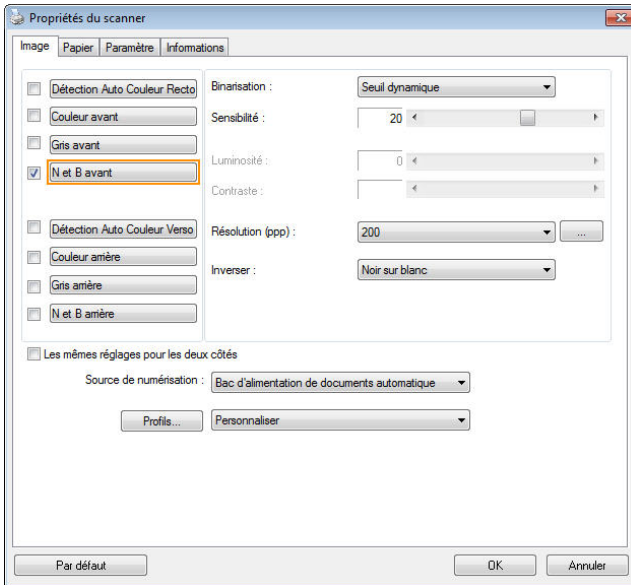 Propriétés du scanner
Image Papier Paramètre Informations
Détection Auto Couleur Recto
Couleur avant
Gris avant
N et B avant
Détection Auto Couleur Verso
Couleur arrière
Gris arrière
N et B arrière
Binarisation : Seuil dynamique
Sensibilité : 20
Luminosité : 0
Contraste :
Résolution (ppp) : 200 ...
Inverser : Noir sur blanc
Les mêmes réglages pour les deux côtés
Source de numérisation : Bac d'alimentation de documents automatique
Profils... Personnaliser
Par défaut OK Annuler